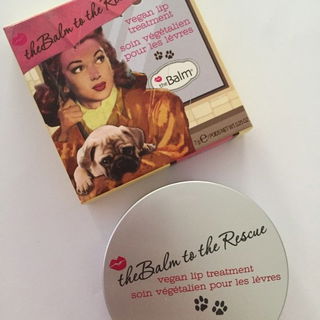 theBalm to the Rescue
vegan lip
treatment
soin végétalien
pour les lèvres
theBalm®
theBalm to the Rescue
vegan lip treatment
soin végétalien pour les lèvres